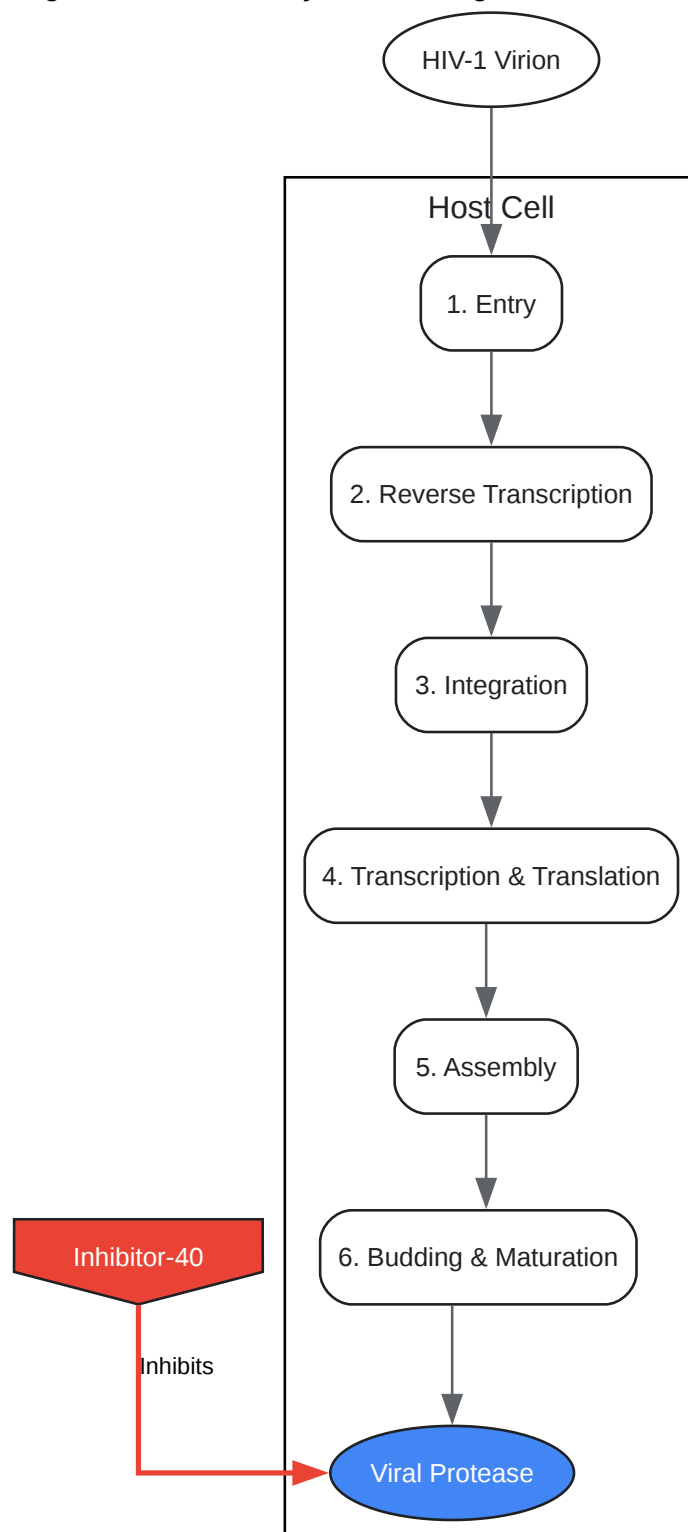 HIV-1 Virion
Host Cell
1. Entry
2. Reverse Transcription
3. Integration
4. Transcription & Translation
5. Assembly
6. Budding & Maturation
Inhibitor-40
Inhibits
Viral Protease